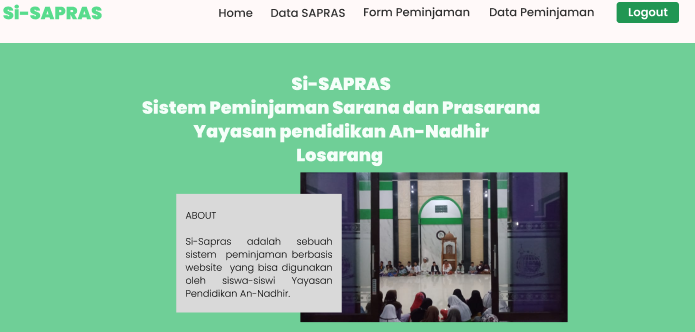 Si-SAPRAS
Home Data SAPRAS Form Peminjaman Data Peminjaman Logout
Si-SAPRAS
Sistem Peminjaman Sarana dan Prasarana
Yayasan pendidikan An-Nadhir
Losarang
ABOUT
Si-Sapras adalah sebuah
sistem peminjaman berbasis
website yang bisa digunakan
oleh siswa-siswi Yayasan
Pendidikan An-Nadhir.